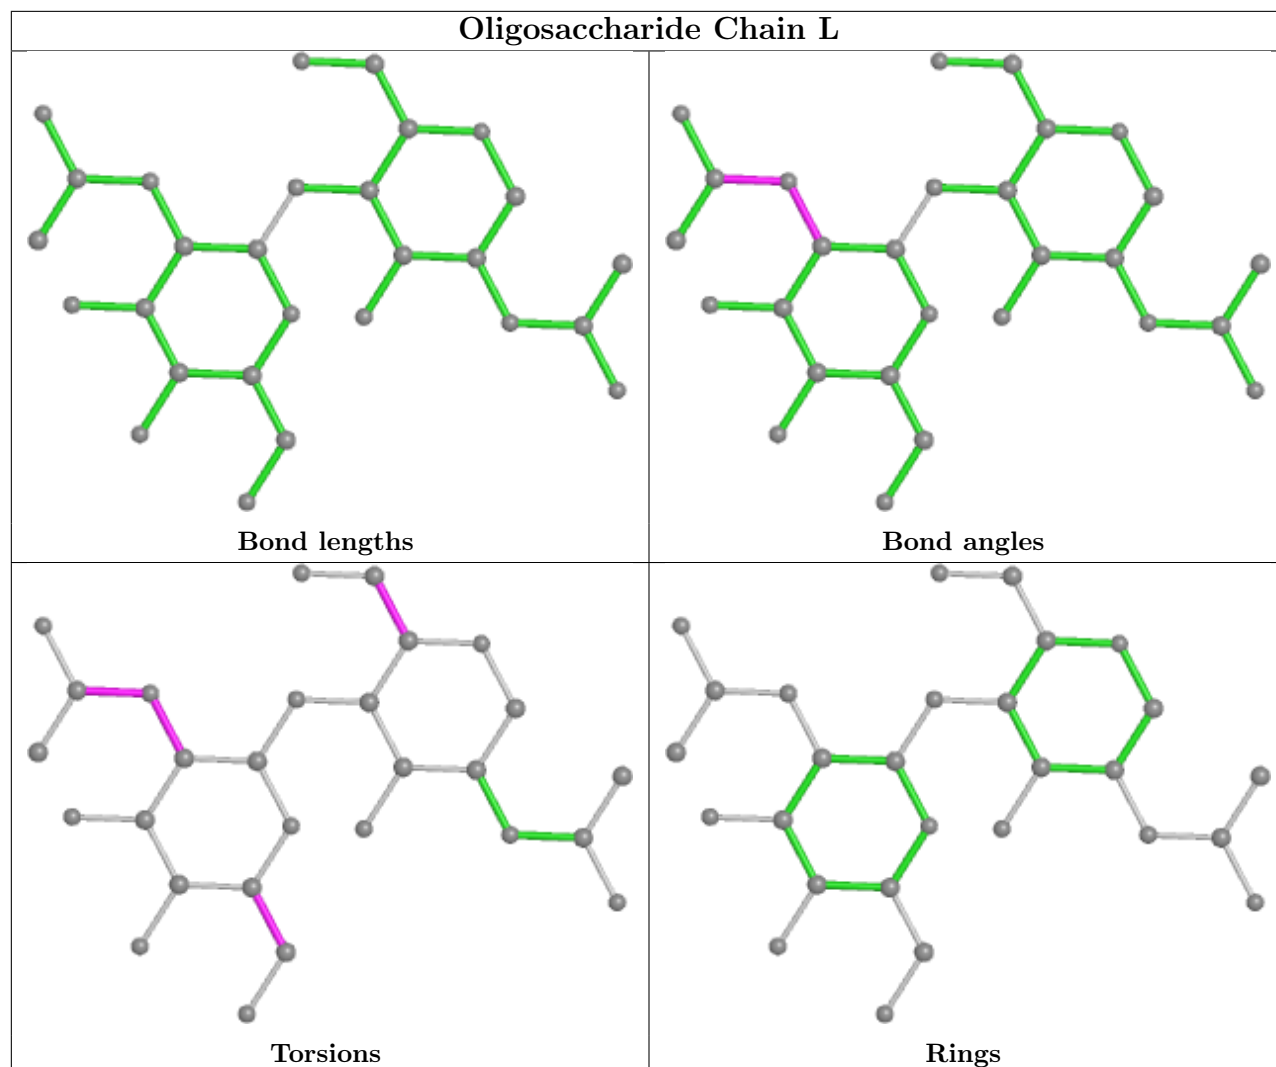 Oligosaccharide Chain L
Bond lengths
Bond angles
Torsions
Rings